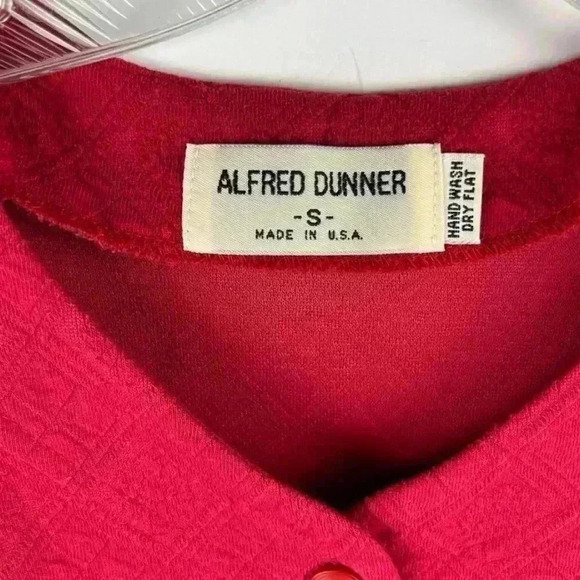 ALFRED DUNNER
-S-
MADE IN U.S.A.
HAND WASH
DRY FLAT